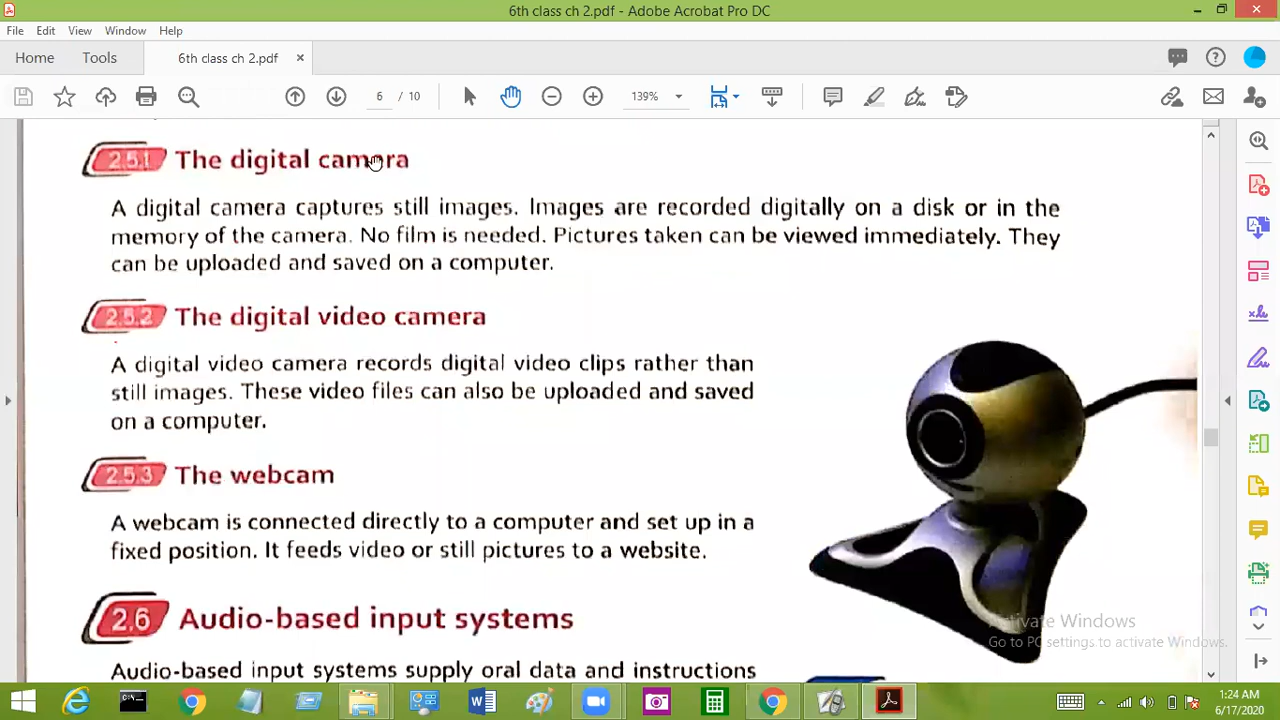 6th class ch 2.pdf - Adobe Acrobat Pro DC
File Edit View Window Help
Home Tools 6th class ch 2.pdf ×
6 / 10 139%
2.5.1 The digital camera
A digital camera captures still images. Images are recorded digitally on a disk or in the
memory of the camera. No film is needed. Pictures taken can be viewed immediately. They
can be uploaded and saved on a computer.
2.5.2 The digital video camera
A digital video camera records digital video clips rather than
still images. These video files can also be uploaded and saved
on a computer.
2.5.3 The webcam
A webcam is connected directly to a computer and set up in a
fixed position. It feeds video or still pictures to a website.
2.6 Audio-based input systems
Audio-based input systems supply oral data and instructions
Activate Windows
Go to PC settings to activate Windows.
1:24 AM
6/17/2020